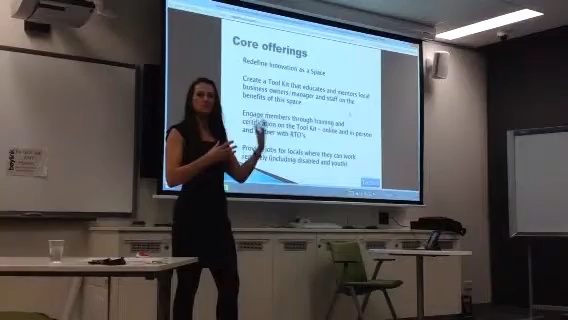 Core offerings
Redefine Innovation as a Space
Create a Tool Kit that educates and mentors local
business owners, manager and staff on the
benefits of this space
Engage members through training and
certification on the Tool Kit – online and in-person
and with RTO's
Provide jobs for locals where they can work
(including disabled and youth)